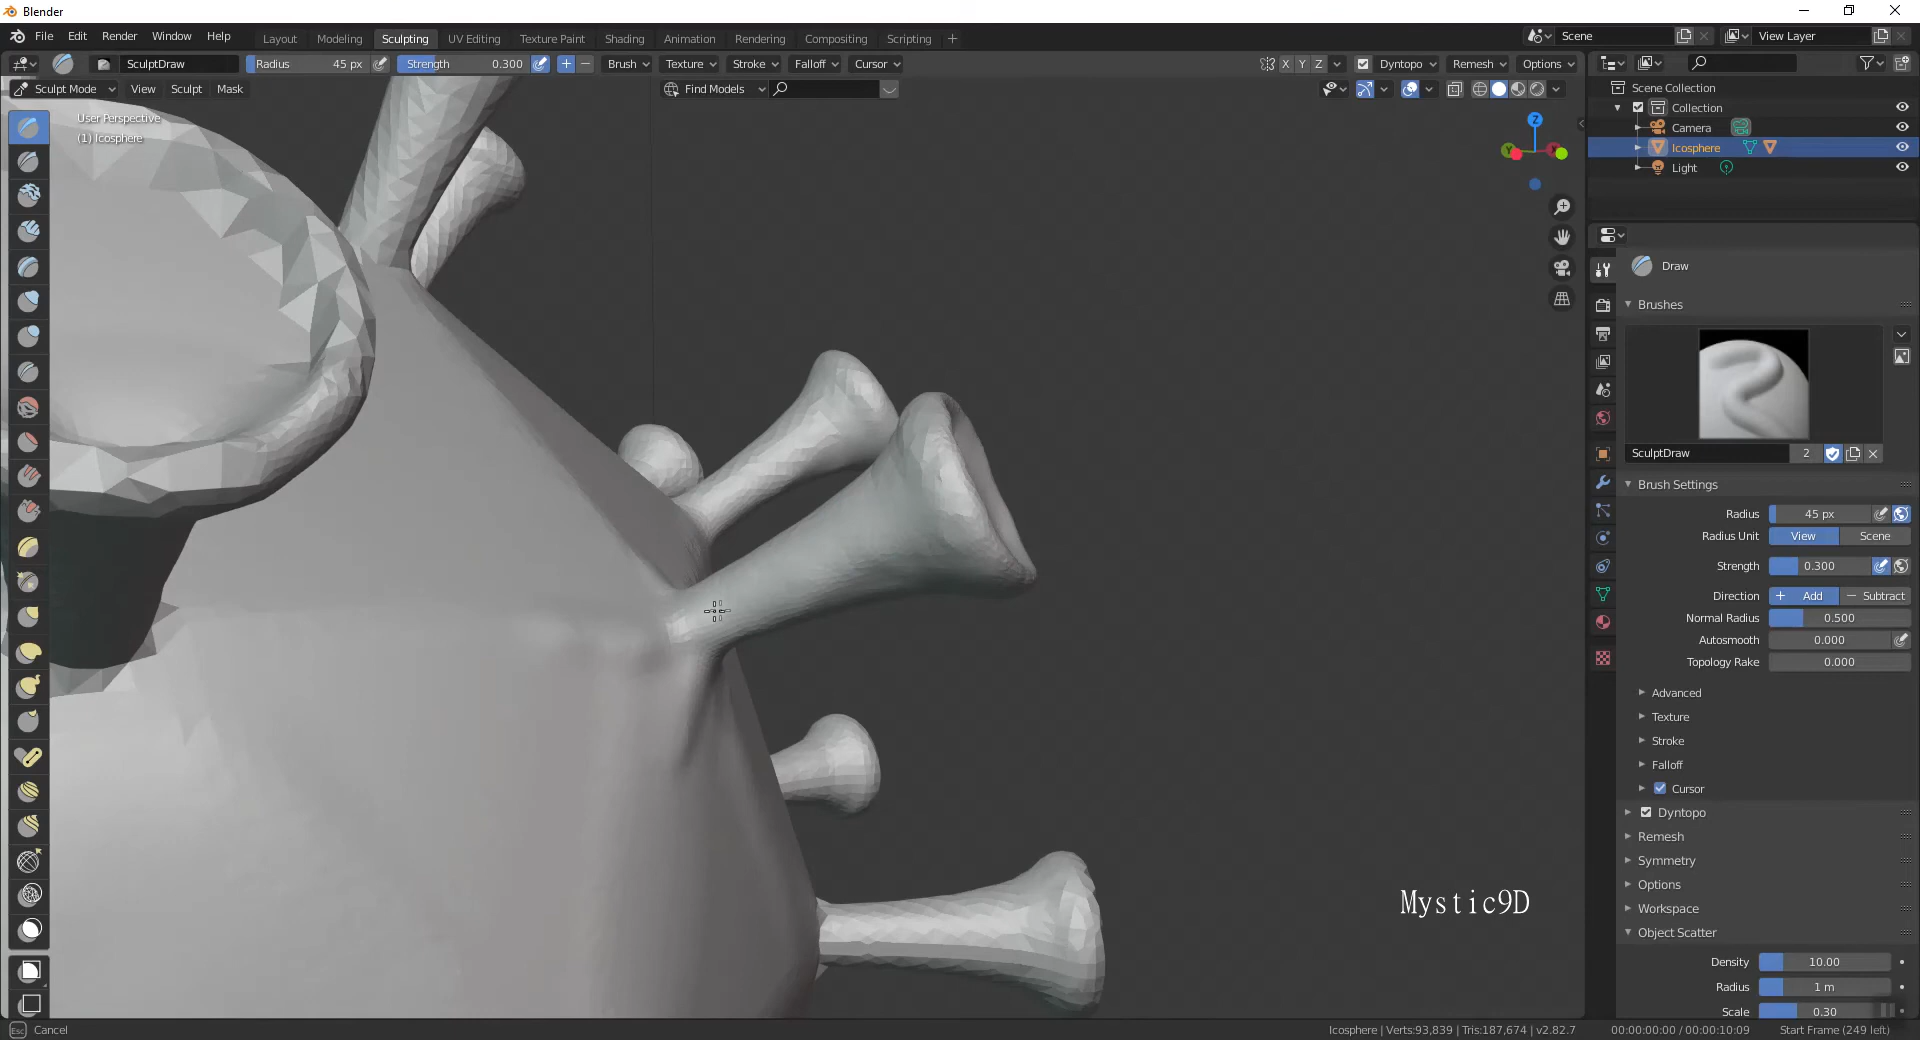 Blender
File Edit Render Window Help Layout Modeling Sculpting UV Editing Texture Paint Shading Animation Rendering Compositing Scripting + Scene View Layer
SculptDraw Radius 45 px Strength 0.300 + − Brush Texture Stroke Falloff Cursor X Y Z Dyntopo Remesh Options
Sculpt Mode View Sculpt Mask Find Models
User Perspective
(1) Icosphere
Z
Y
Scene Collection
Collection
Camera
Icosphere
Light
Draw
Brushes
SculptDraw 2
Brush Settings
Radius 45 px
Radius Unit View Scene
Strength 0.300
Direction + Add − Subtract
Normal Radius 0.500
Autosmooth 0.000
Topology Rake 0.000
Advanced
Texture
Stroke
Falloff
Cursor
Dyntopo
Remesh
Symmetry
Options
Workspace
Object Scatter
Density 10.00
Radius 1 m
Scale 0.30
Mystic9D
Esc Cancel
Icosphere | Verts:93,839 | Tris:187,674 | v2.82.7 00:00:00:00 / 00:00:10:09 Start Frame (249 left)